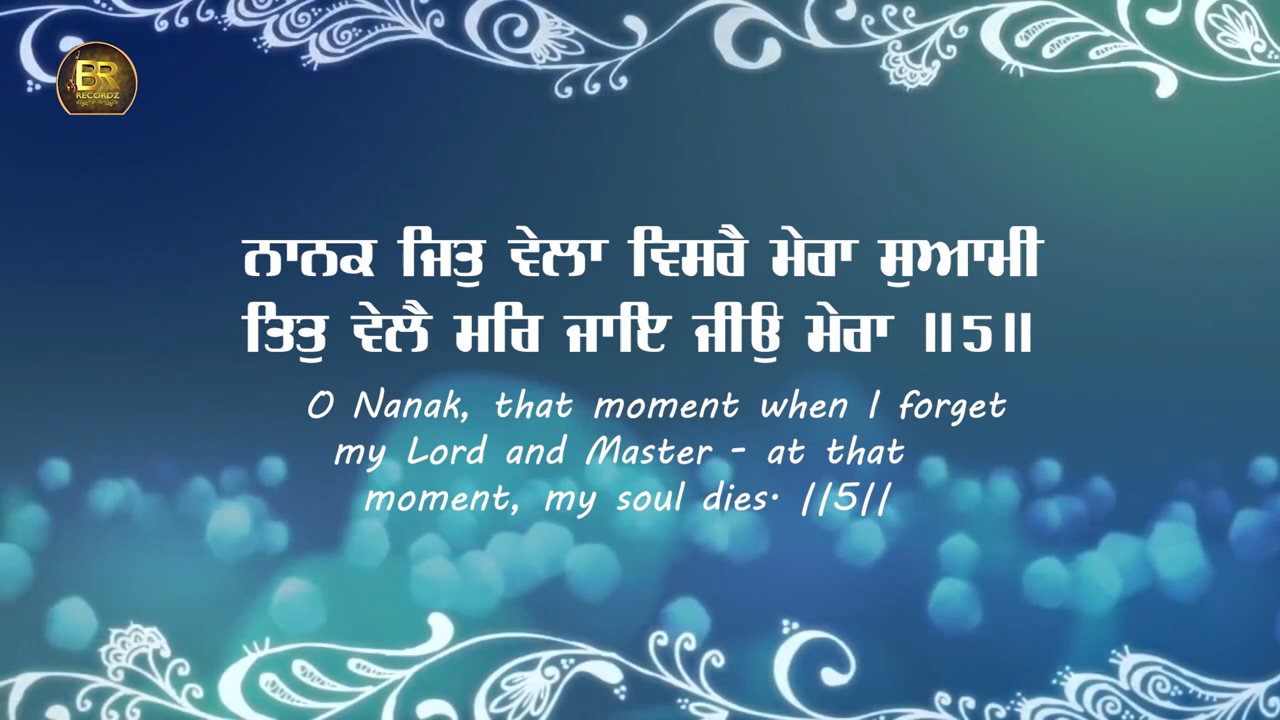 BR
RECORDZ
ਨਾਨਕ ਜਿਤੁ ਵੇਲਾ ਵਿਸਰੈ ਮੇਰਾ ਸੁਆਮੀ
ਤਿਤੁ ਵੇਲੈ ਮਰਿ ਜਾਇ ਜੀਉ ਮੇਰਾ ॥5॥
O Nanak, that moment when I forget
my Lord and Master - at that
moment, my soul dies. ||5||